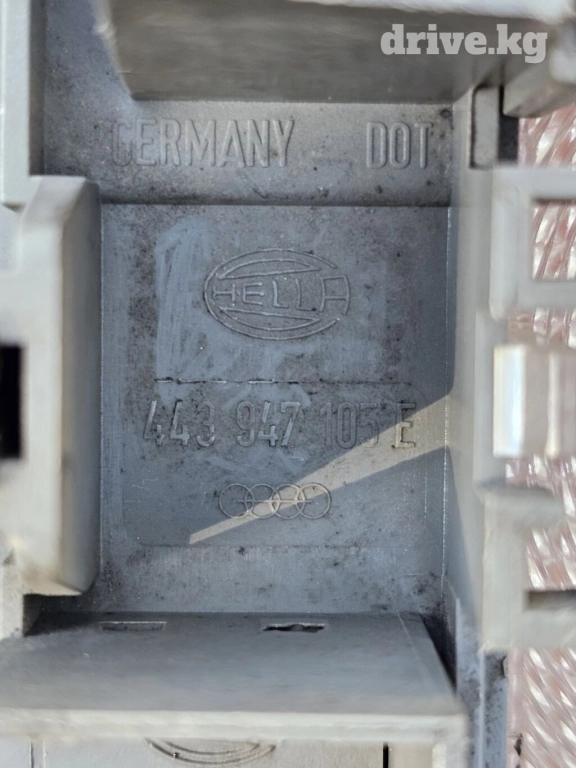 drive.kg
GERMANY DOT
HELLA
443 947 105 E